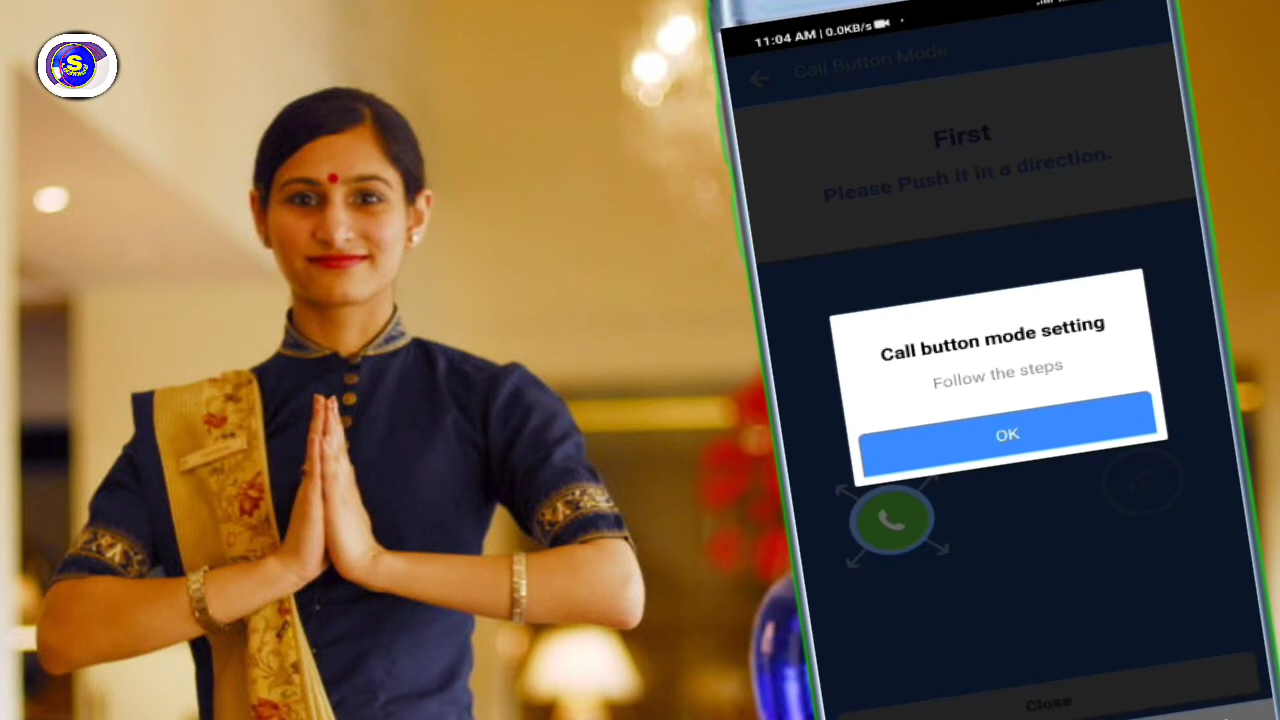 S
11:04 AM | 0.0KB/s
Call Button Mode
First
Please Push it in a direction.
Call button mode setting
Follow the steps
OK
Close